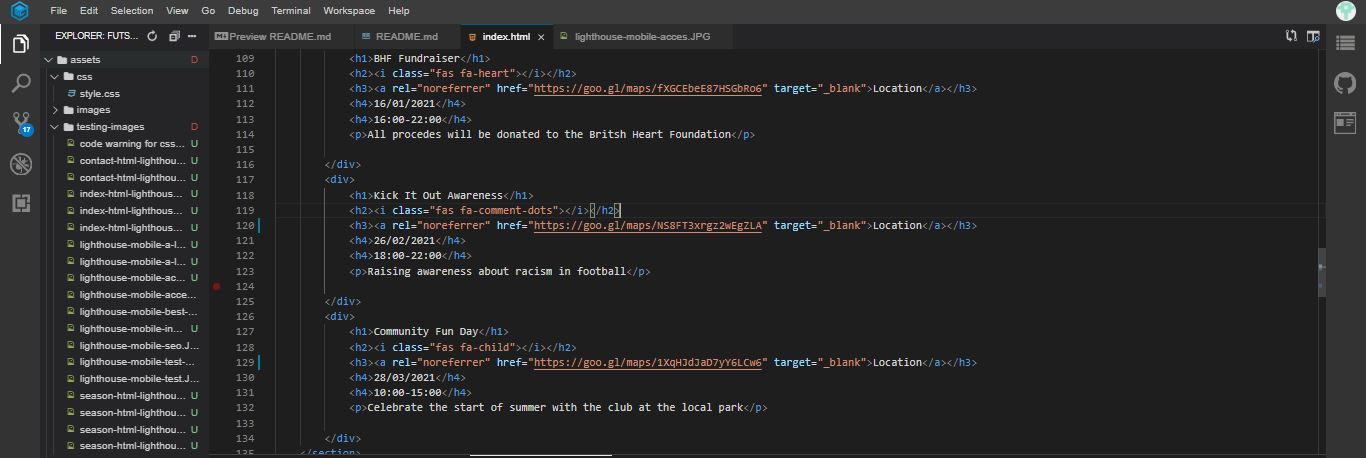 File Edit Selection View Go Debug Terminal Workspace Help
EXPLORER: FUTS...
Preview README.md README.md index.html × lighthouse-mobile-acces.JPG
assets D
css
style.css
images
testing-images D
code warning for css... U
contact-html-lighthou... U
contact-html-lighthou... U
index-html-lighthous... U
index-html-lighthous... U
index-html-lighthous... U
lighthouse-mobile-a-l... U
lighthouse-mobile-a-l... U
lighthouse-mobile-ac... U
lighthouse-mobile-acce...
lighthouse-mobile-best-...
lighthouse-mobile-in... U
lighthouse-mobile-seo.J...
lighthouse-mobile-test-...
lighthouse-mobile-test.J...
season-html-lighthou... U
season-html-lighthou... U
season-html-lighthou... U
season-html-lighthou... U
17
109 <h1>BHF Fundraiser</h1>
110 <h2><i class="fas fa-heart"></i></h2>
111 <h3><a rel="noreferrer" href="https://goo.gl/maps/fXGCEbeE87HSGbRo6" target="_blank">Location</a></h3>
112 <h4>16/01/2021</h4>
113 <h4>16:00-22:00</h4>
114 <p>All procedes will be donated to the Britsh Heart Foundation</p>
115
116 </div>
117 <div>
118 <h1>Kick It Out Awareness</h1>
119 <h2><i class="fas fa-comment-dots"></i></h2>
120 <h3><a rel="noreferrer" href="https://goo.gl/maps/NS8FT3xrgz2wEgZLA" target="_blank">Location</a></h3>
121 <h4>26/02/2021</h4>
122 <h4>18:00-22:00</h4>
123 <p>Raising awareness about racism in football</p>
124
125 </div>
126 <div>
127 <h1>Community Fun Day</h1>
128 <h2><i class="fas fa-child"></i></h2>
129 <h3><a rel="noreferrer" href="https://goo.gl/maps/1XqHJdJaD7yY6LCw6" target="_blank">Location</a></h3>
130 <h4>28/03/2021</h4>
131 <h4>10:00-15:00</h4>
132 <p>Celebrate the start of summer with the club at the local park</p>
133
134 </div>
135 </section>